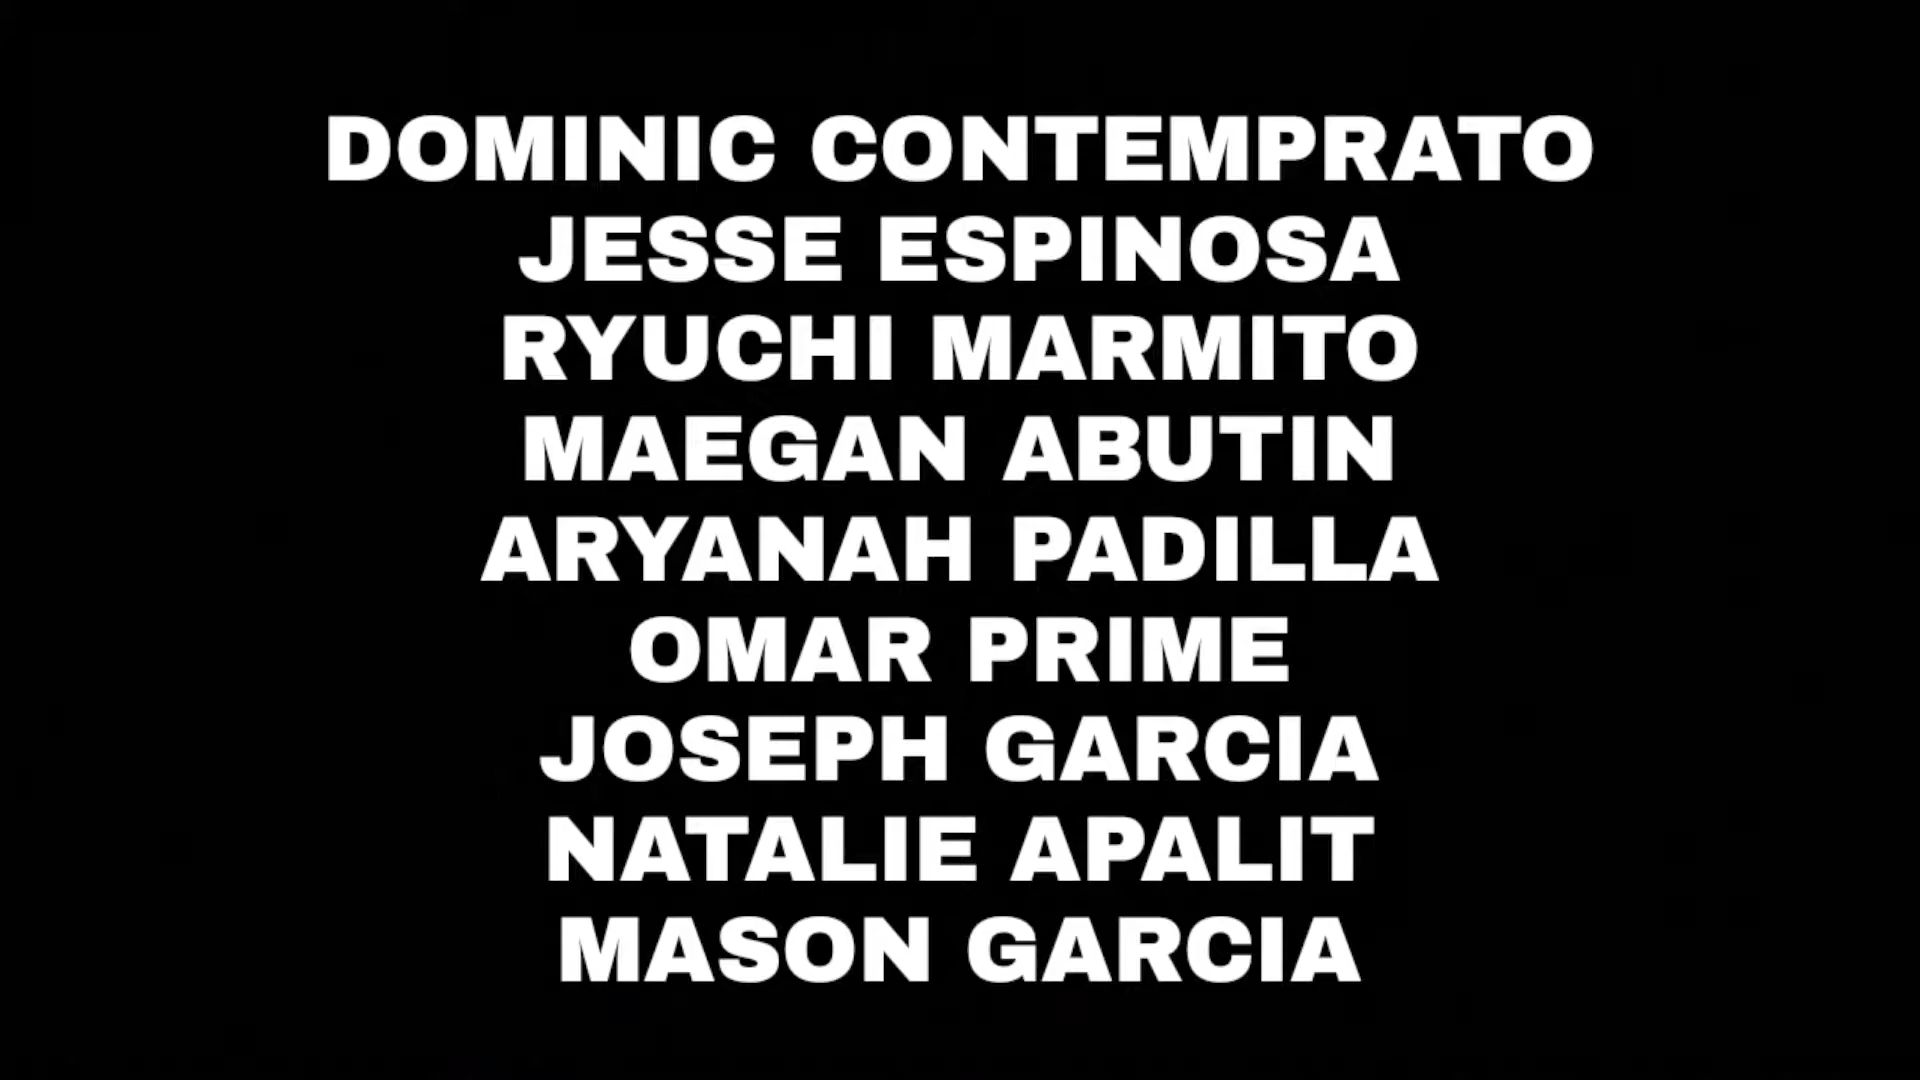 DOMINIC CONTEMPRATO
JESSE ESPINOSA
RYUCHI MARMITO
MAEGAN ABUTIN
ARYANAH PADILLA
OMAR PRIME
JOSEPH GARCIA
NATALIE APALIT
MASON GARCIA